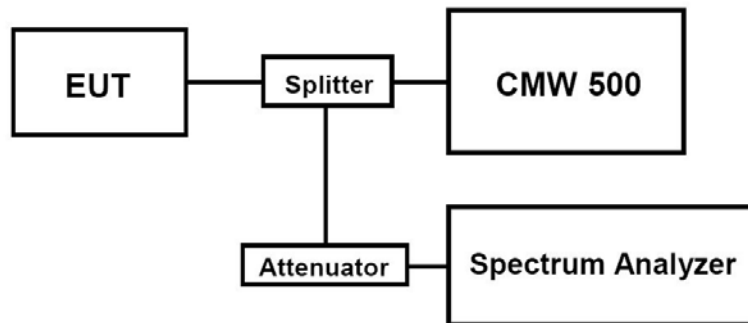 EUT
Splitter
CMW 500
Attenuator
Spectrum Analyzer